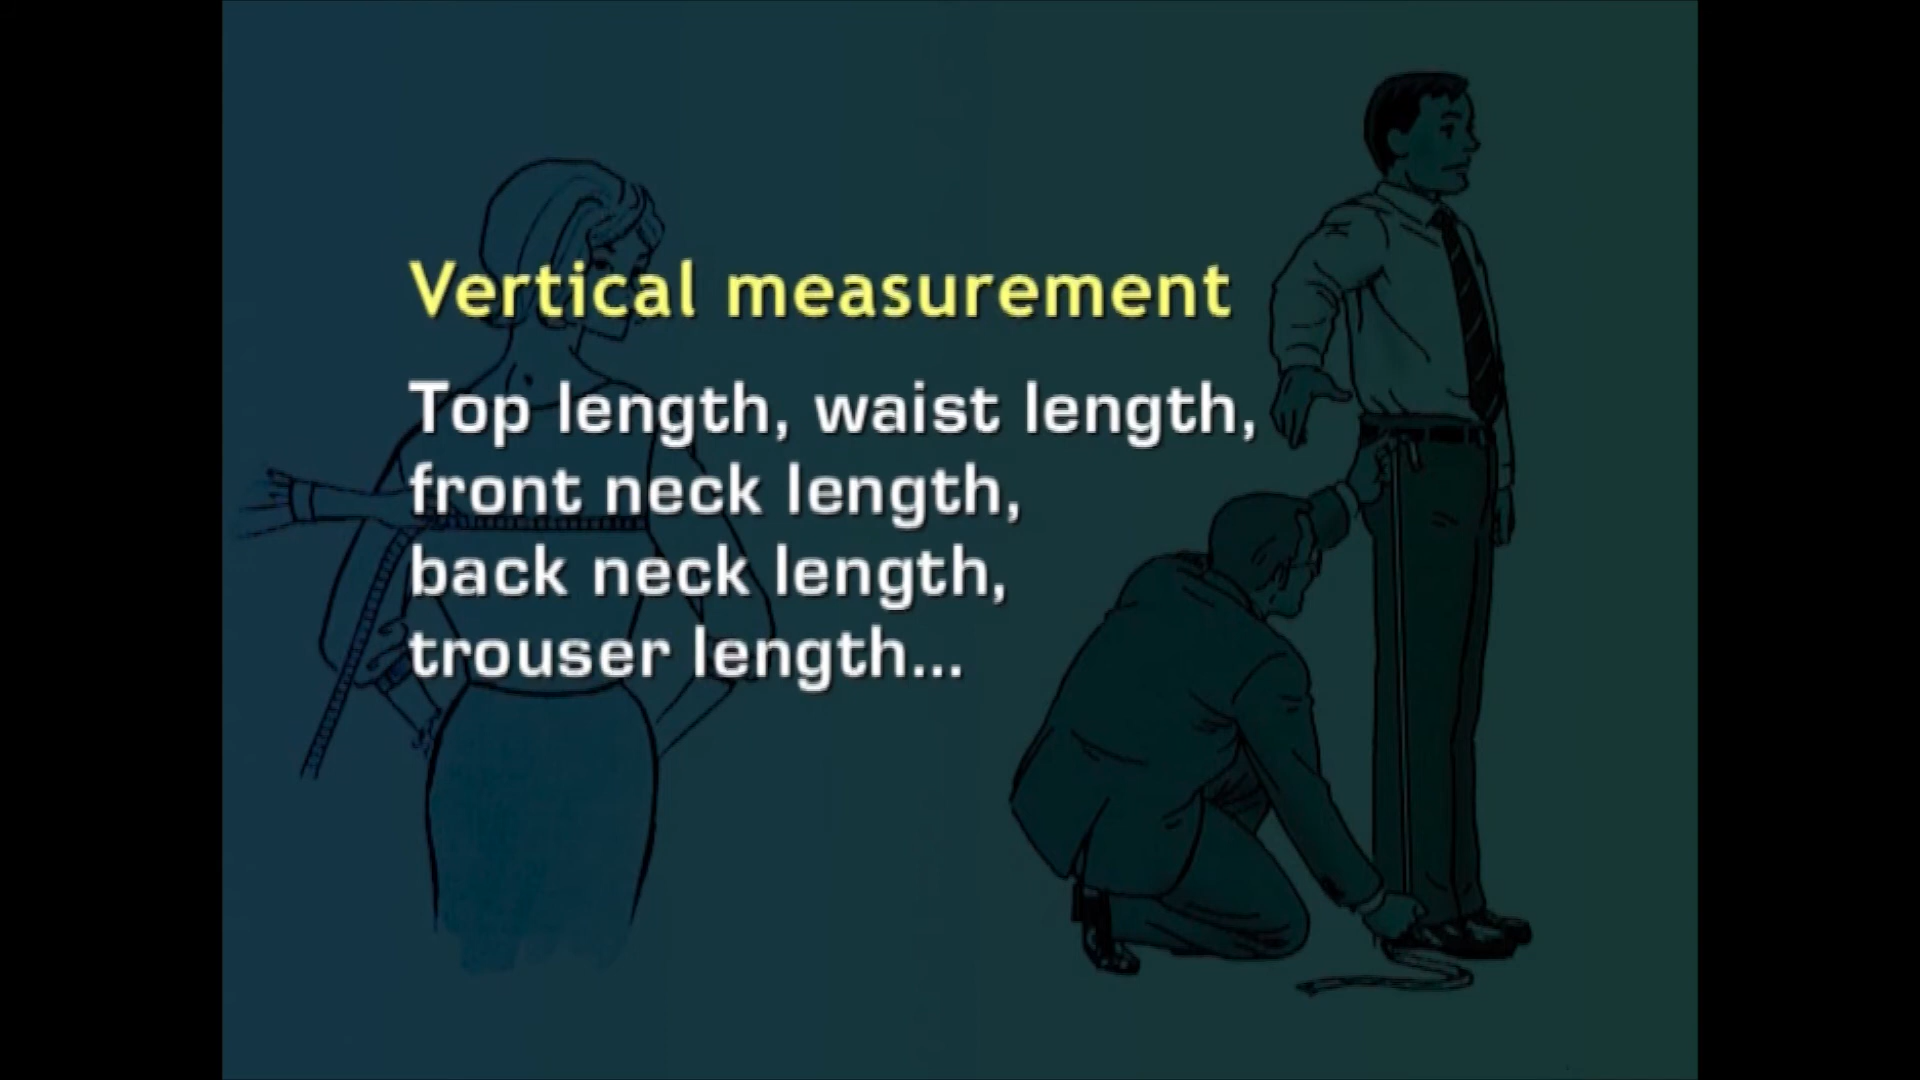 Vertical measurement
Top length, waist length,
front neck length,
back neck length,
trouser length...